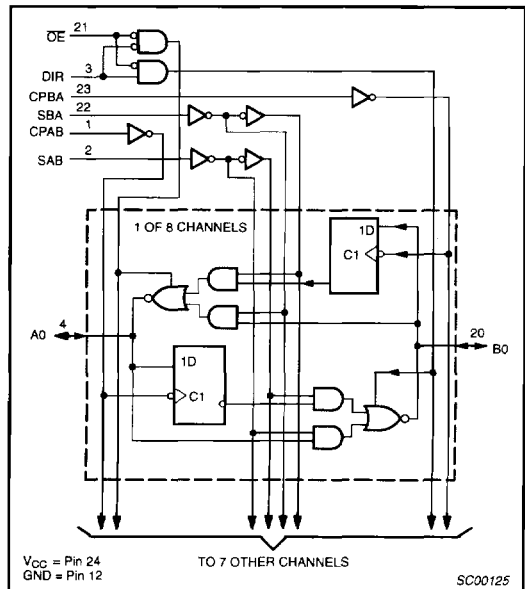 21
O̅E̅
3
DIR
23
CPBA
22
SBA
1
CPAB
2
SAB
1 OF 8 CHANNELS
1D
C1
4
A0
20
B0
1D
C1
TO 7 OTHER CHANNELS
VCC = Pin 24
GND = Pin 12
SC00125